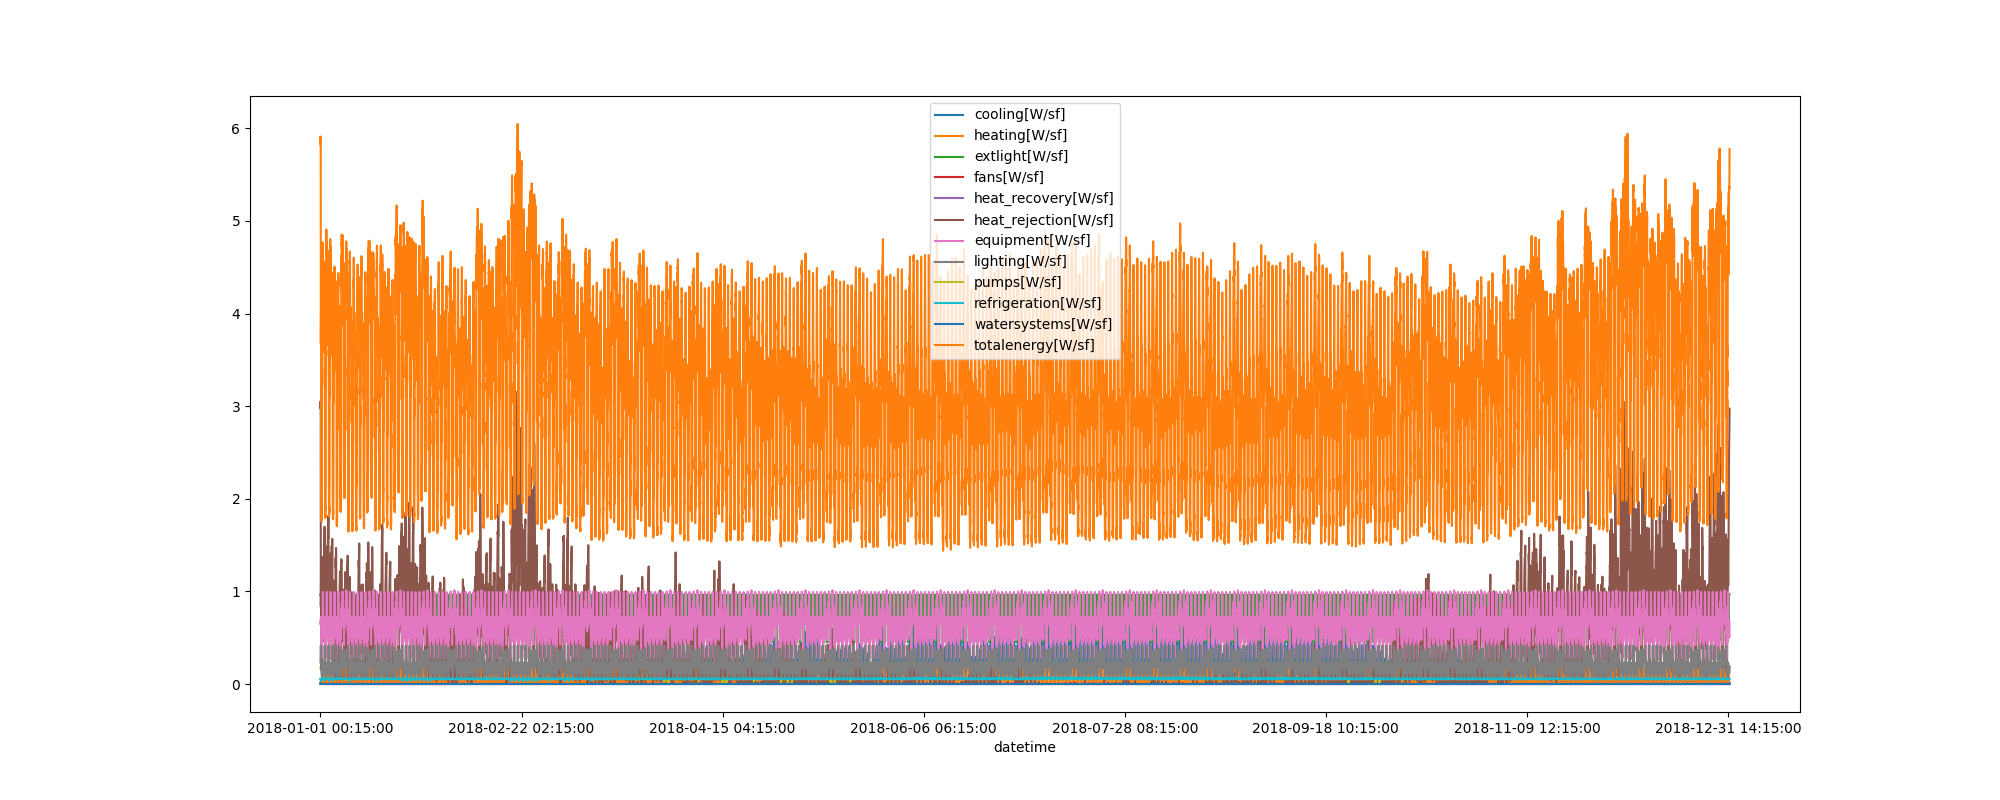 6
5
4
3
2
1
0
cooling[W/sf]
heating[W/sf]
extlight[W/sf]
fans[W/sf]
heat_recovery[W/sf]
heat_rejection[W/sf]
equipment[W/sf]
lighting[W/sf]
pumps[W/sf]
refrigeration[W/sf]
watersystems[W/sf]
totalenergy[W/sf]
2018-01-01 00:15:00 2018-02-22 02:15:00 2018-04-15 04:15:00 2018-06-06 06:15:00 2018-07-28 08:15:00 2018-09-18 10:15:00 2018-11-09 12:15:00 2018-12-31 14:15:00
datetime